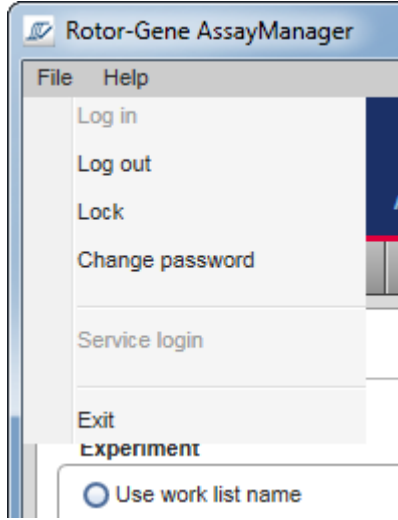 Rotor-Gene AssayManager
File Help
Log in
Log out
Lock
Change password
Service login
Exit
Experiment
Use work list name